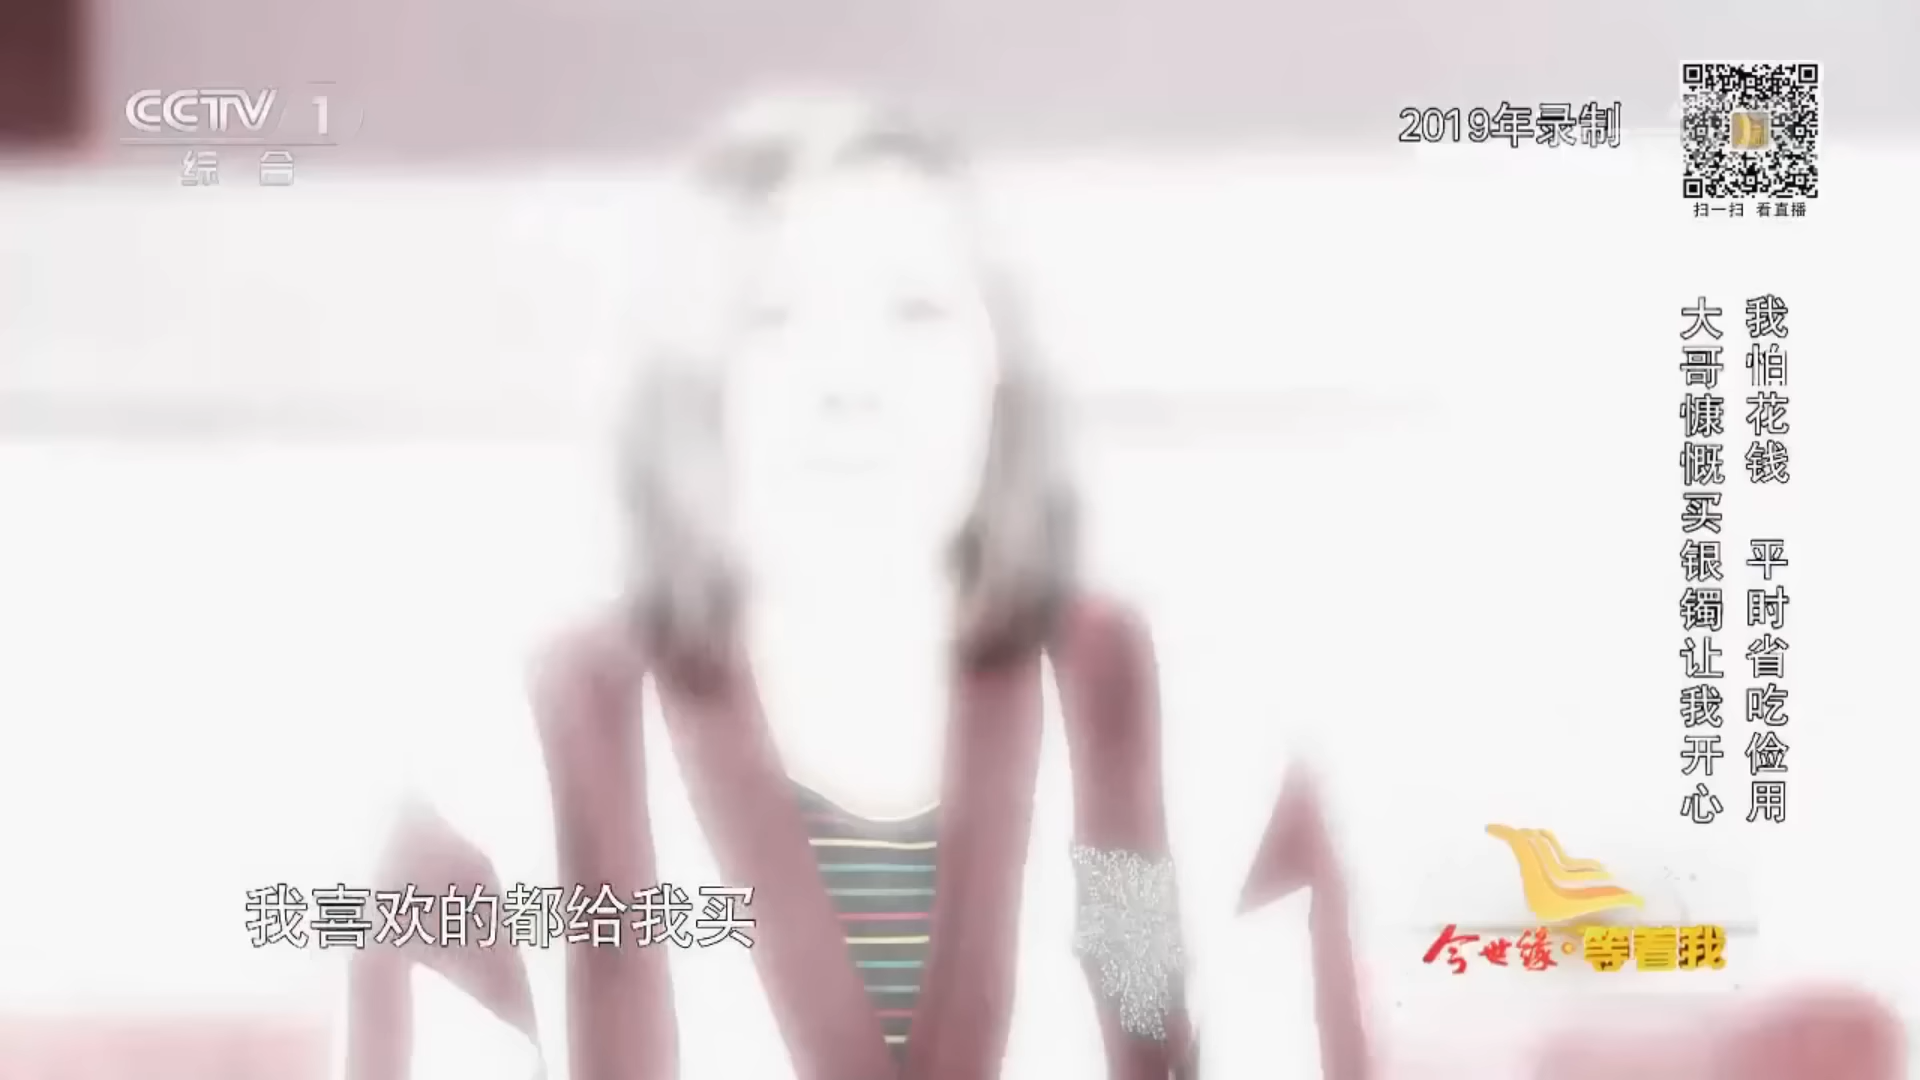 CCTV 1
综 合
2019年录制
扫一扫 看直播
我怕花钱 平时省吃俭用
大哥慷慨买银镯让我开心
我喜欢的都给我买
今世缘·等着我